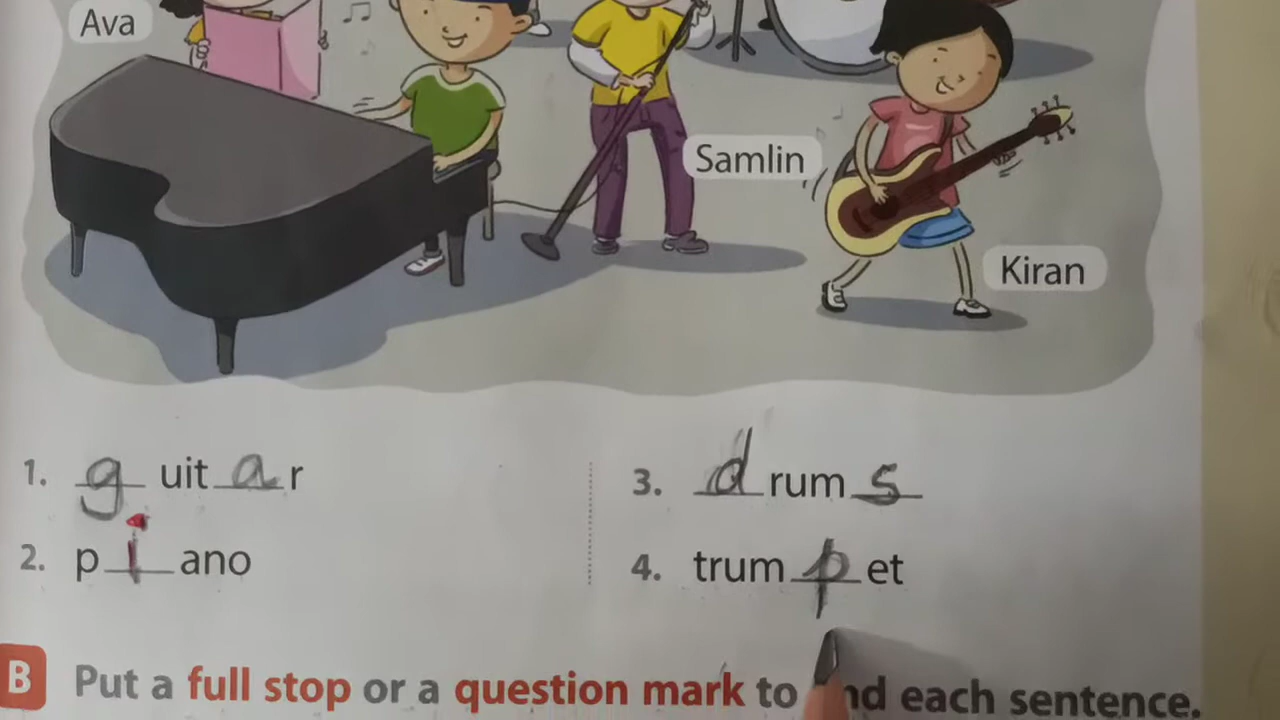 Ava
Samlin
Kiran
1. guitar
2. piano
3. drums
4. trumpet
B Put a full stop or a question mark to end each sentence.